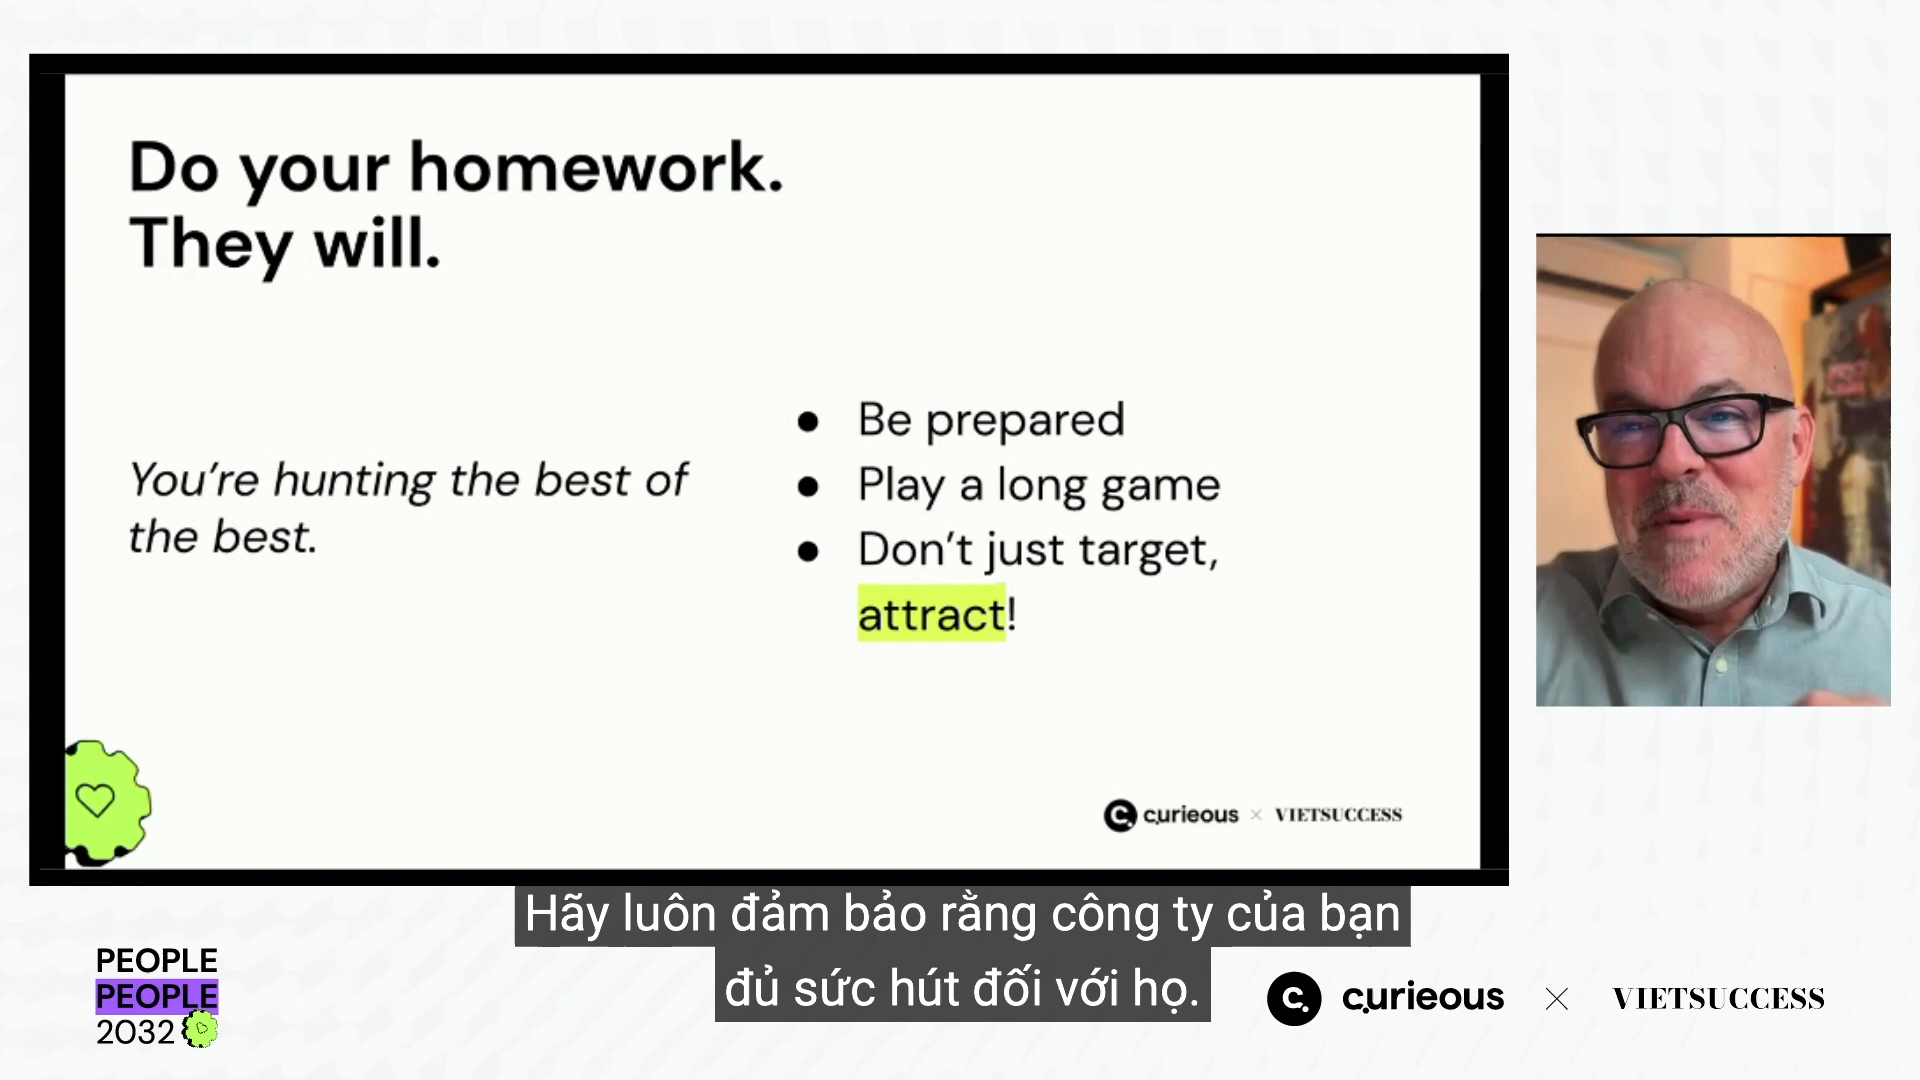 Do your homework.
They will.
You're hunting the best of
the best.
● Be prepared
● Play a long game
● Don't just target,
attract!
curieous × VIETSUCCESS
Hãy luôn đảm bảo rằng công ty của bạn
đủ sức hút đối với họ.
PEOPLE
PEOPLE
2032
curieous × VIETSUCCESS